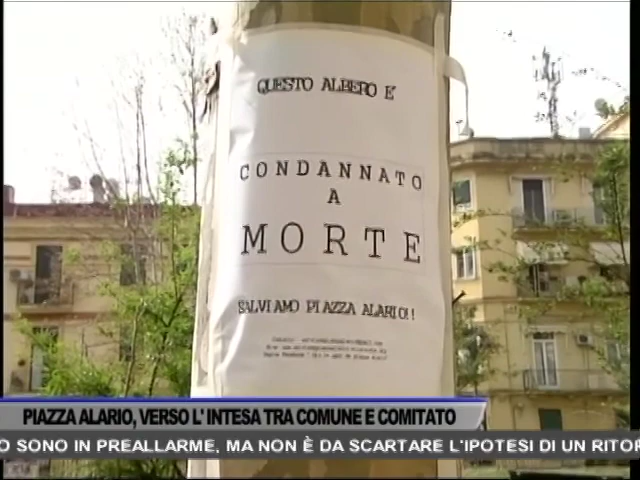 QUESTO ALBERO E'
CONDANNATO
A
MORTE
SALVIAMO PIAZZA ALARIO!!
PIAZZA ALARIO, VERSO L' INTESA TRA COMUNE E COMITATO
O SONO IN PREALLARME, MA NON È DA SCARTARE L'IPOTESI DI UN RITOR